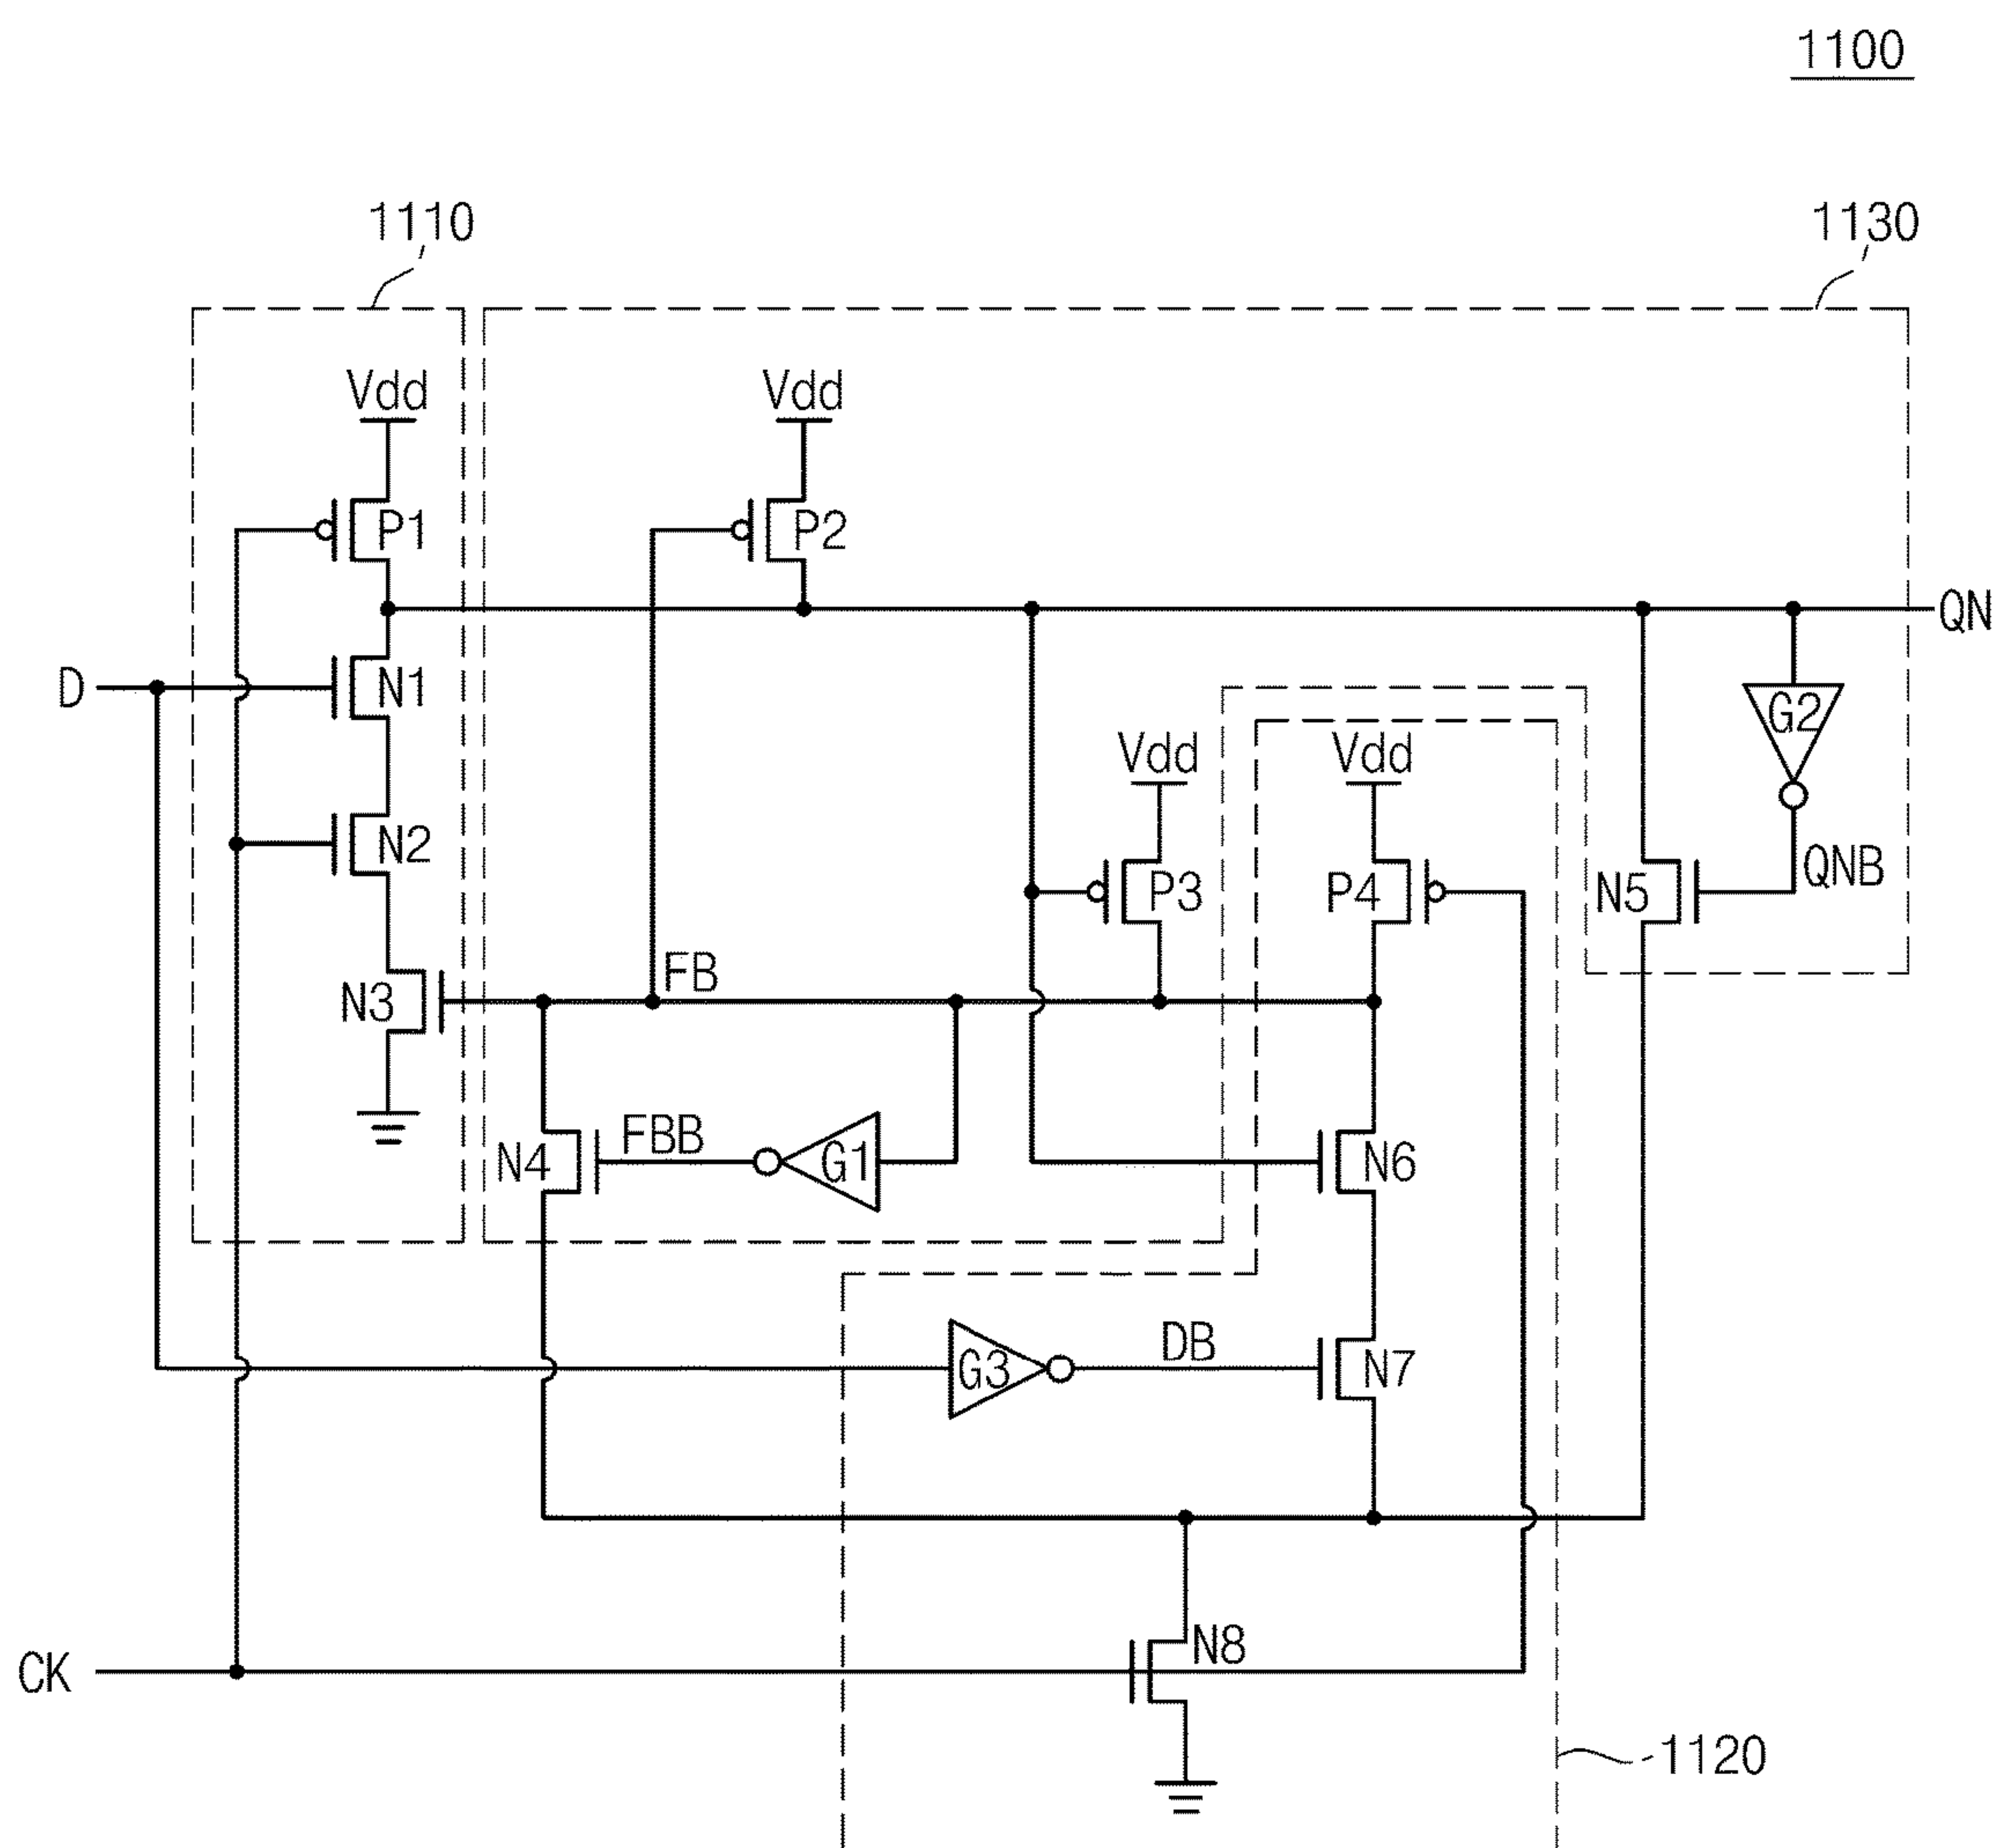 1100
1110
1130
Vdd
Vdd
P1
P2
QN
D
N1
G2
Vdd
Vdd
N2
QNB
P3
P4
N5
FB
N3
FBB
N4
G1
N6
DB
G3
N7
N8
CK
1120